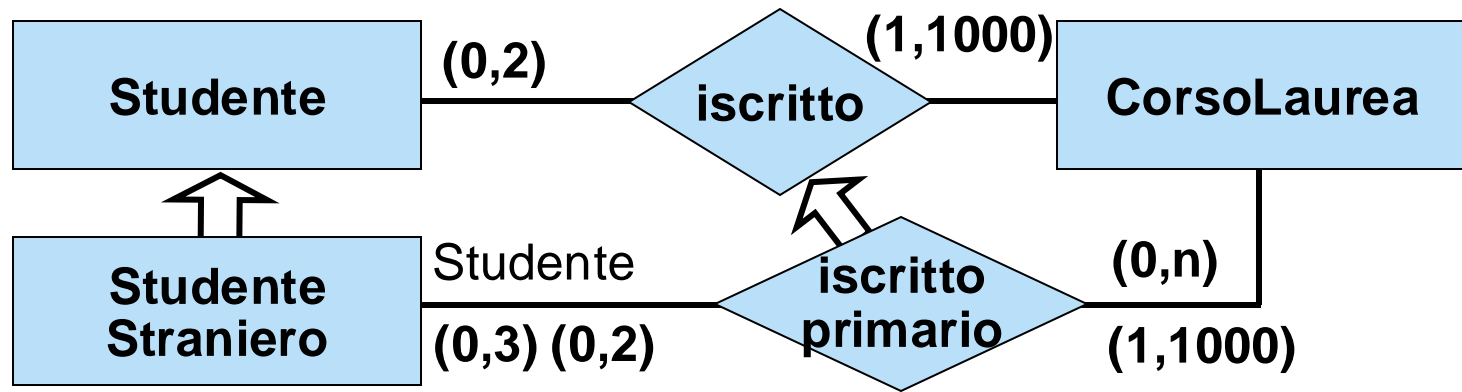 Studente
(0,2)
iscritto
(1,1000)
CorsoLaurea
Studente
Straniero
Studente
(0,3) (0,2)
iscritto
primario
(0,n)
(1,1000)